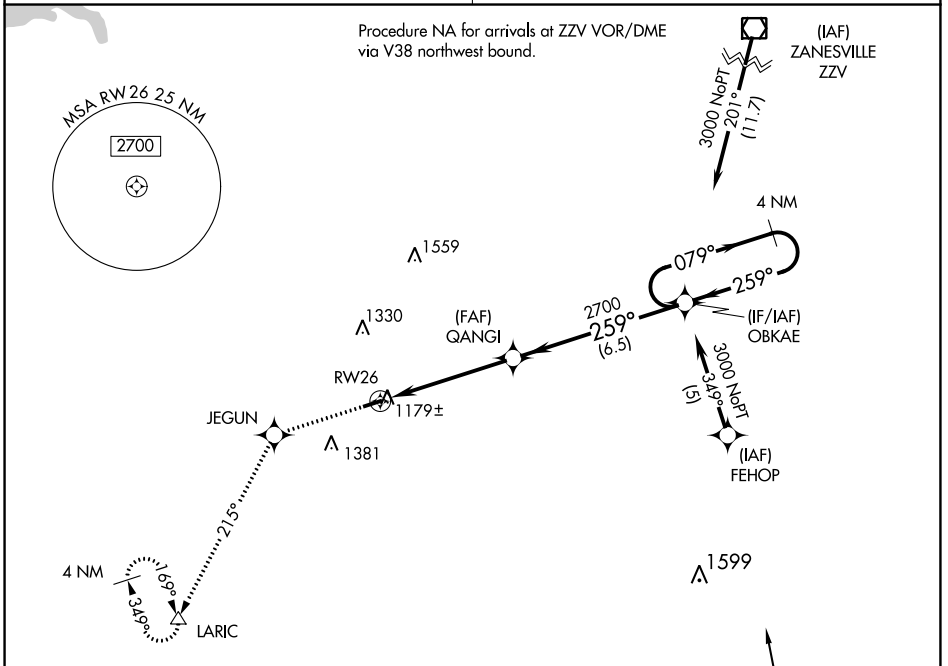 Procedure NA for arrivals at ZZV VOR/DME
via V38 northwest bound.
(IAF)
ZANESVILLE
ZZV
3000 NoPT
201°
(11.7)
MSA RW26 25 NM
2700
4 NM
079°
259°
1559
2700
259°
(6.5)
(FAF)
QANGI
(IF/IAF)
OBKAE
1330
RW26
1179±
3000 NoPT
349°
(5)
JEGUN
1381
(IAF)
FEHOP
215°
1599
4 NM
169°
349°
LARIC